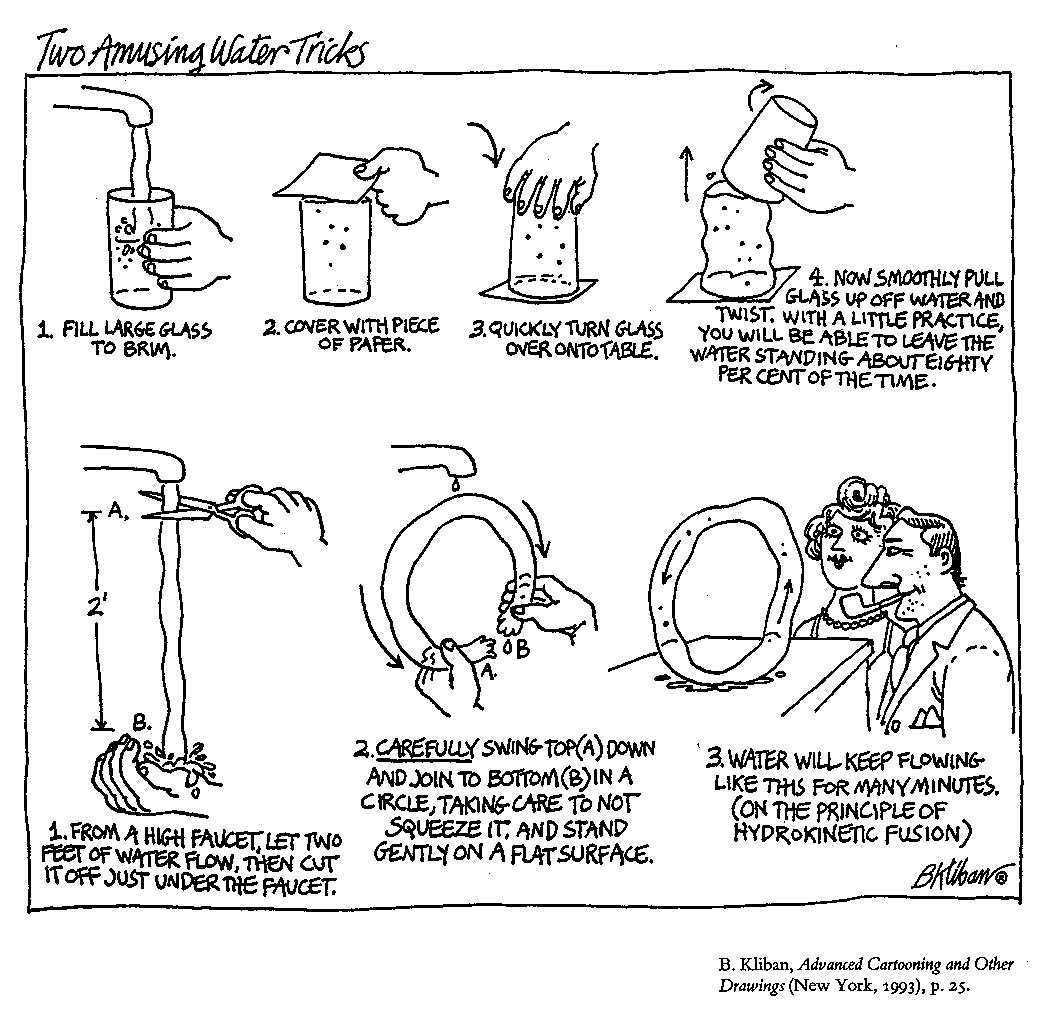 Two Amusing Water Tricks
1. FILL LARGE GLASS
TO BRIM.
2. COVER WITH PIECE
OF PAPER.
3. QUICKLY TURN GLASS
OVER ONTO TABLE.
4. NOW SMOOTHLY PULL
GLASS UP OFF WATER AND
TWIST. WITH A LITTLE PRACTICE,
YOU WILL BE ABLE TO LEAVE THE
WATER STANDING ABOUT EIGHTY
PER CENT OF THE TIME.
A.
2'
B.
1. FROM A HIGH FAUCET, LET TWO
FEET OF WATER FLOW, THEN CUT
IT OFF JUST UNDER THE FAUCET.
B
A.
2. CAREFULLY SWING TOP (A) DOWN
AND JOIN TO BOTTOM (B) IN A
CIRCLE, TAKING CARE TO NOT
SQUEEZE IT, AND STAND
GENTLY ON A FLAT SURFACE.
3. WATER WILL KEEP FLOWING
LIKE THIS FOR MANY MINUTES.
(ON THE PRINCIPLE OF
HYDROKINETIC FUSION)
B Kliban ®
B. Kliban, Advanced Cartooning and Other
Drawings (New York, 1993), p. 25.